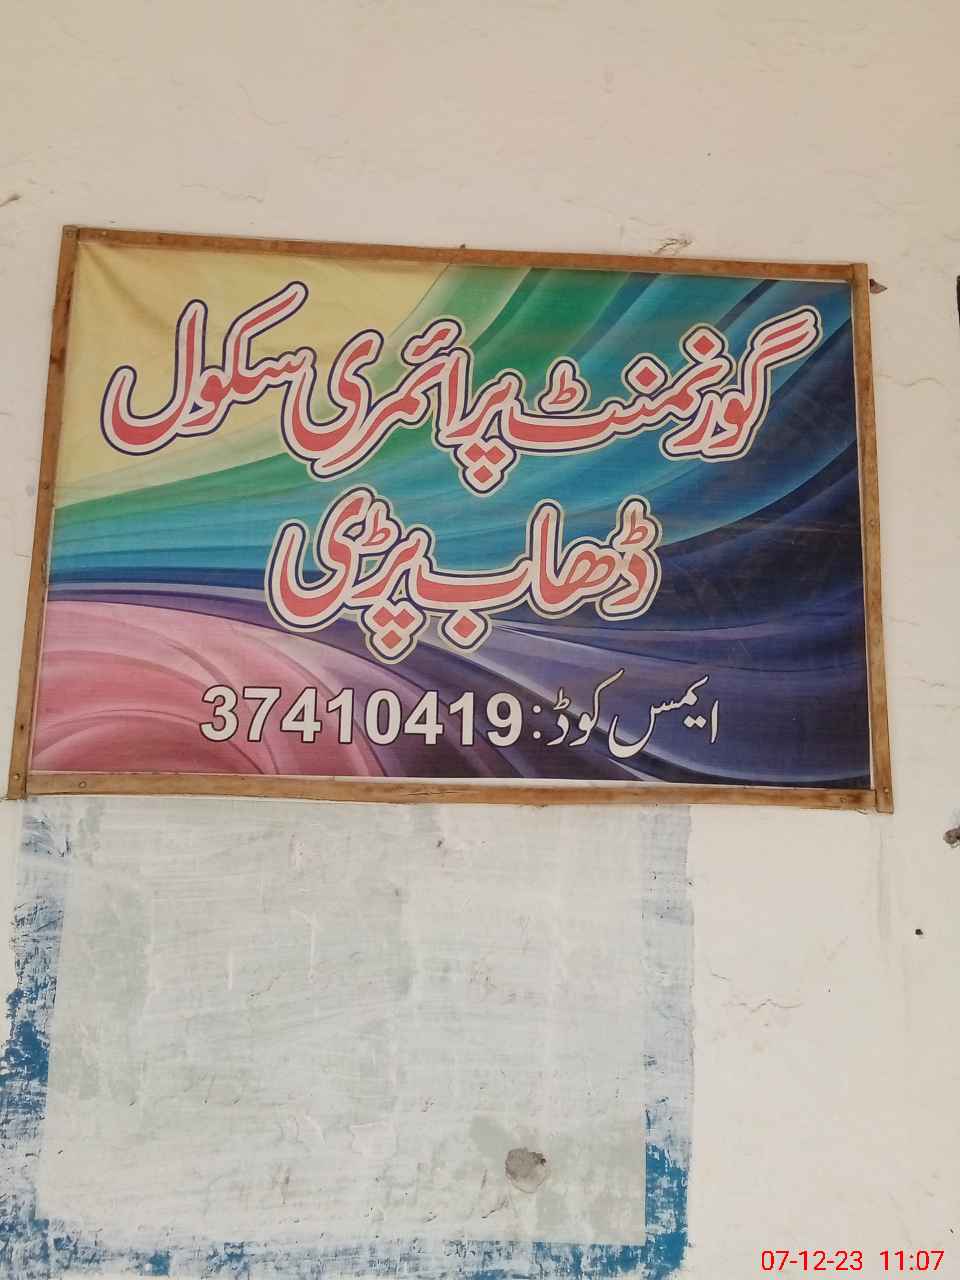 گورنمنٹ پرائمری سکول
ڈھاب پڑی
ایمس کوڈ: 37410419
07-12-23 11:07